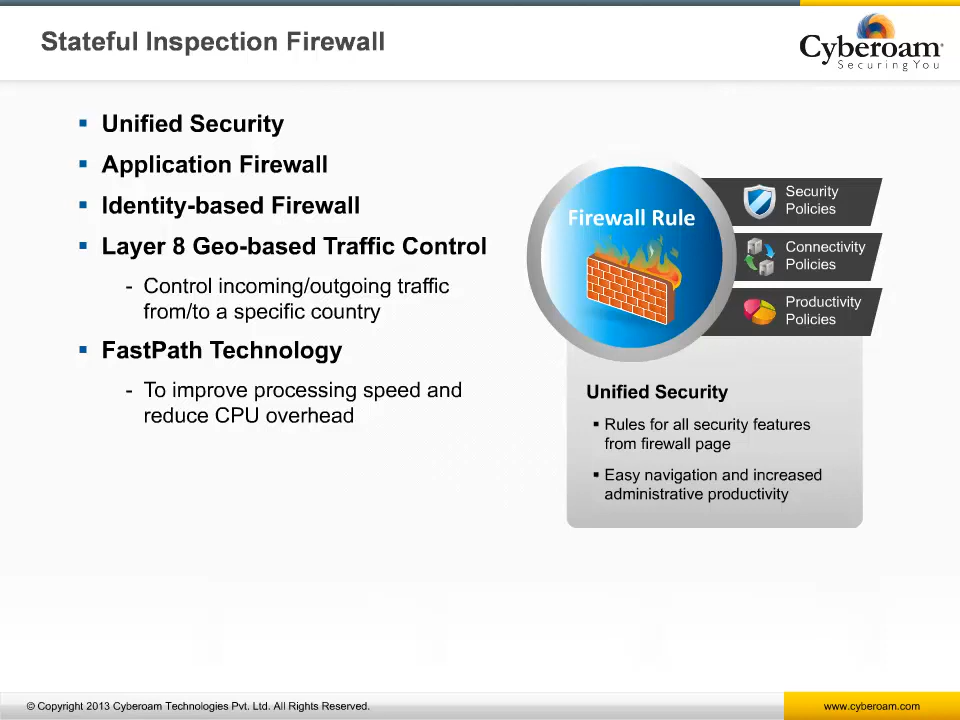 Stateful Inspection Firewall
Cyberoam
Securing You
Unified Security
Application Firewall
Identity-based Firewall
Layer 8 Geo-based Traffic Control
- Control incoming/outgoing traffic
from/to a specific country
FastPath Technology
- To improve processing speed and
reduce CPU overhead
Firewall Rule
Security
Policies
Connectivity
Policies
Productivity
Policies
Unified Security
Rules for all security features
from firewall page
Easy navigation and increased
administrative productivity
© Copyright 2013 Cyberoam Technologies Pvt. Ltd. All Rights Reserved.
www.cyberoam.com